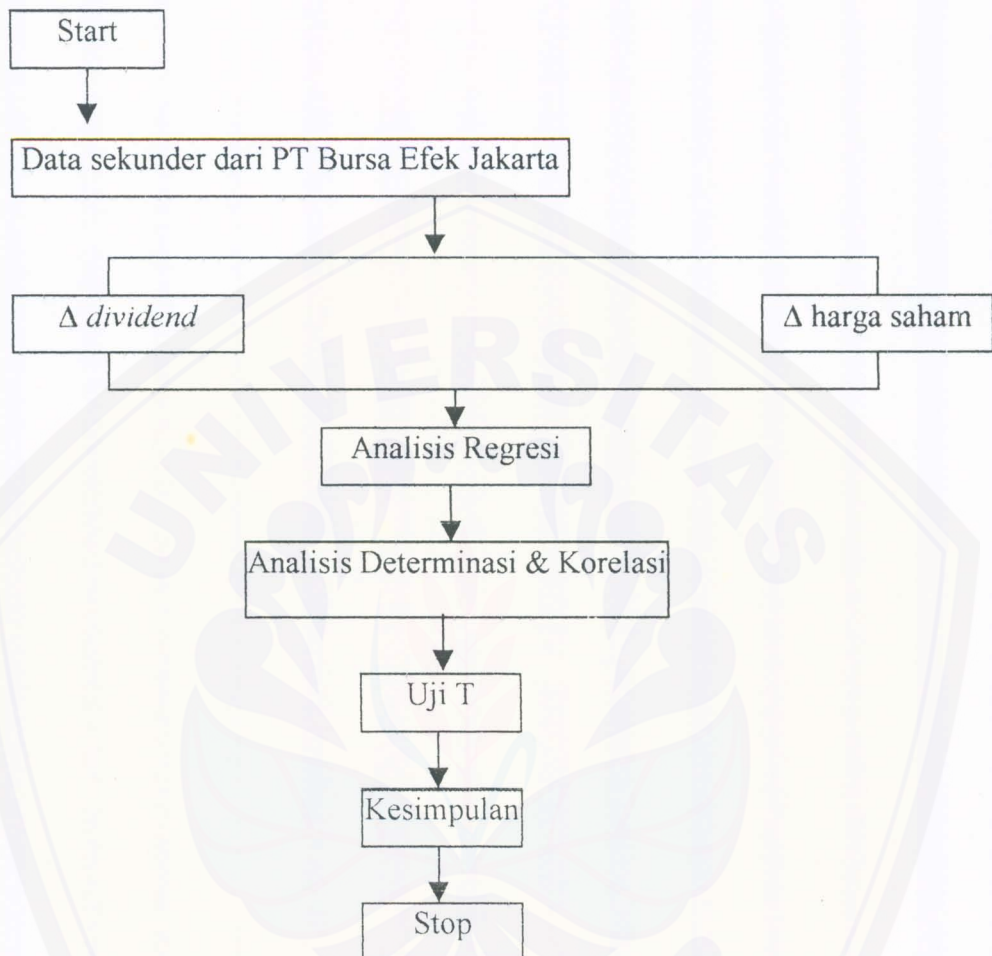 Start
Data sekunder dari PT Bursa Efek Jakarta
Δ dividend
Δ harga saham
UNIVERSITAS
Analisis Regresi
Analisis Determinasi & Korelasi
Uji T
Kesimpulan
Stop